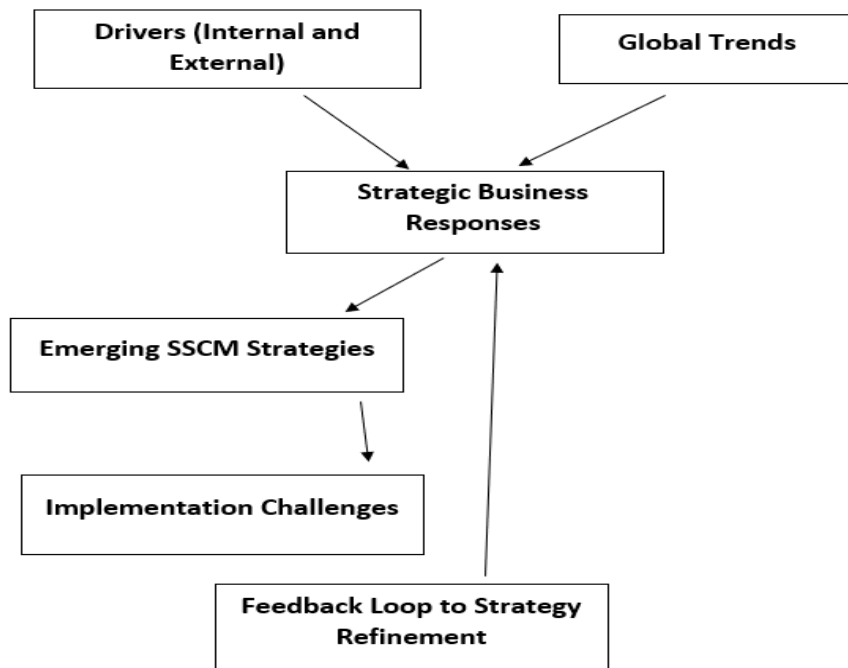 Drivers (Internal and
External)
Global Trends
Strategic Business
Responses
Emerging SSCM Strategies
Implementation Challenges
Feedback Loop to Strategy
Refinement